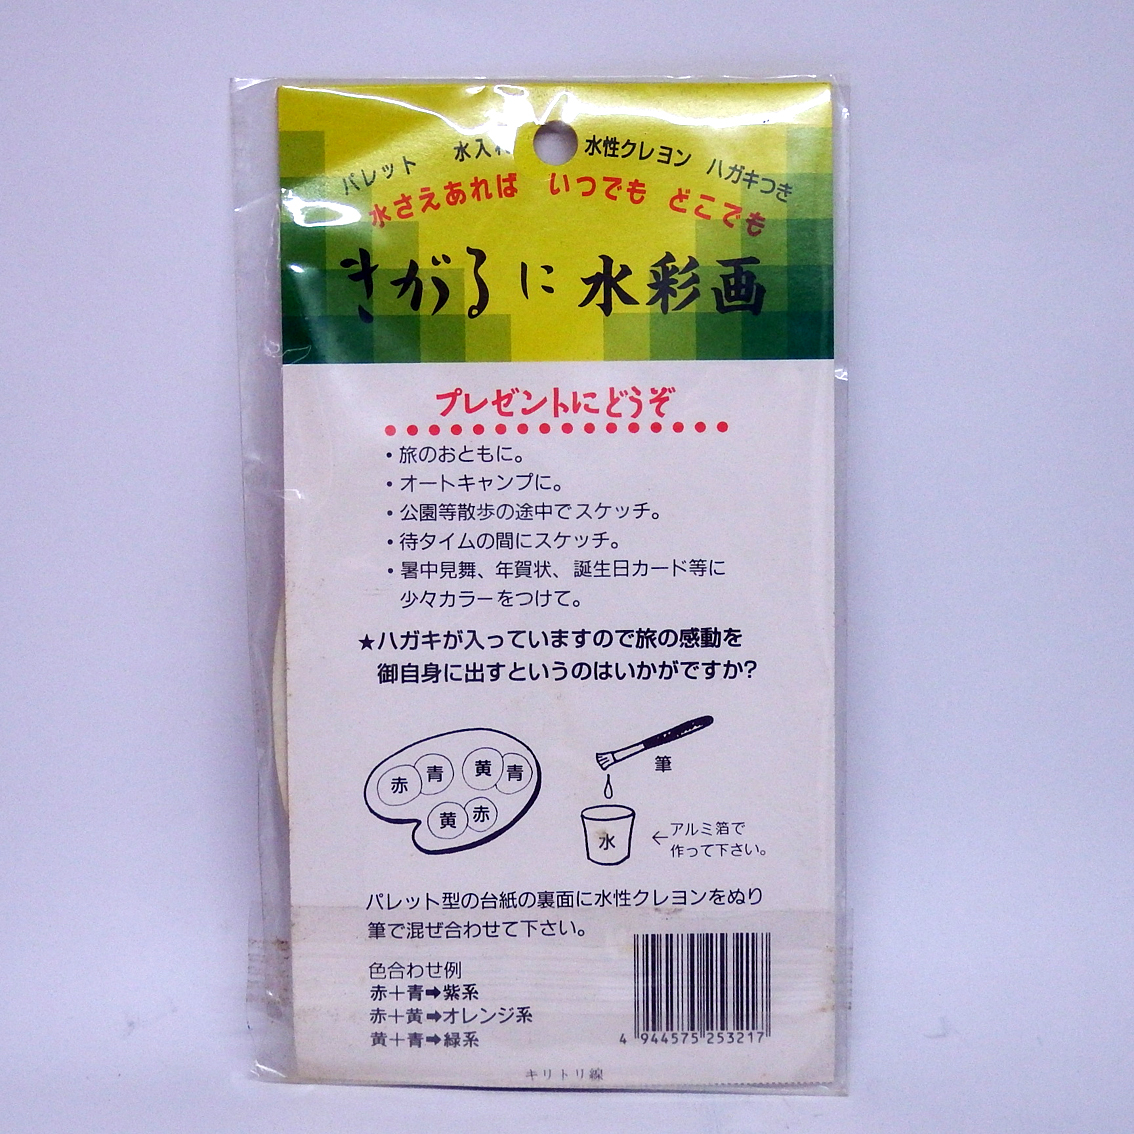 パレット 水入れ 水性クレヨン ハガキつき
水さえあれば いつでも どこでも
きがるに水彩画
プレゼントにどうぞ
・旅のおともに。
・オートキャンプに。
・公園等散歩の途中でスケッチ。
・待タイムの間にスケッチ。
・暑中見舞、年賀状、誕生日カード等に
少々カラーをつけて。
★ハガキが入っていますので旅の感動を
御自身に出すというのはいかがですか?
赤 青 黄 青
黄 赤
筆
水
←アルミ箔で
作って下さい。
パレット型の台紙の裏面に水性クレヨンをぬり
筆で混ぜ合わせて下さい。
色合わせ例
赤+青➡紫系
赤+黄➡オレンジ系
黄+青➡緑系
4 944575 253217
キリトリ線